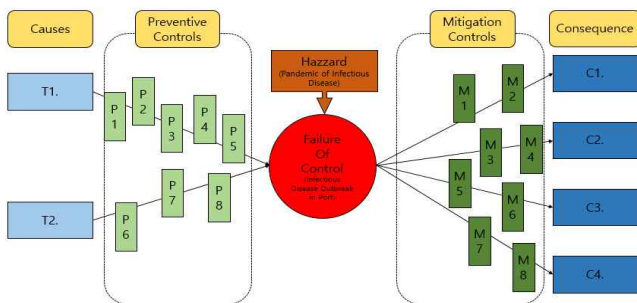 Causes
Preventive
Controls
Mitigation
Controls
Consequence
Hazzard
(Pandemic of Infectious
Disease)
T1.
T2.
P
1
P
2
P
3
P
4
P
5
P
6
P
7
P
8
Failure
Of
Control
(Infectious
Disease Outbreak
in Port)
M
1
M
2
M
3
M
4
M
5
M
6
M
7
M
8
C1.
C2.
C3.
C4.